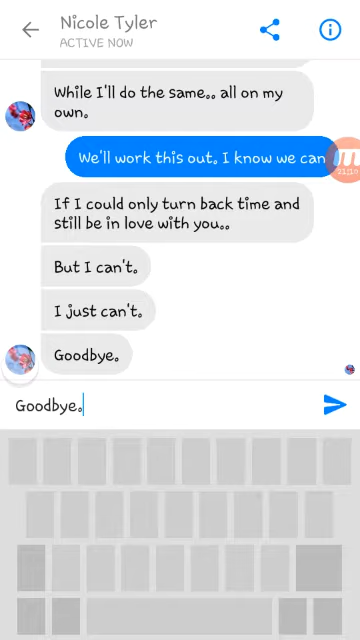 Nicole Tyler
ACTIVE NOW
While I'll do the same.. all on my
own.
We'll work this out. I know we can
21:10
If I could only turn back time and
still be in love with you..
But I can't.
I just can't.
Goodbye.
Goodbye.